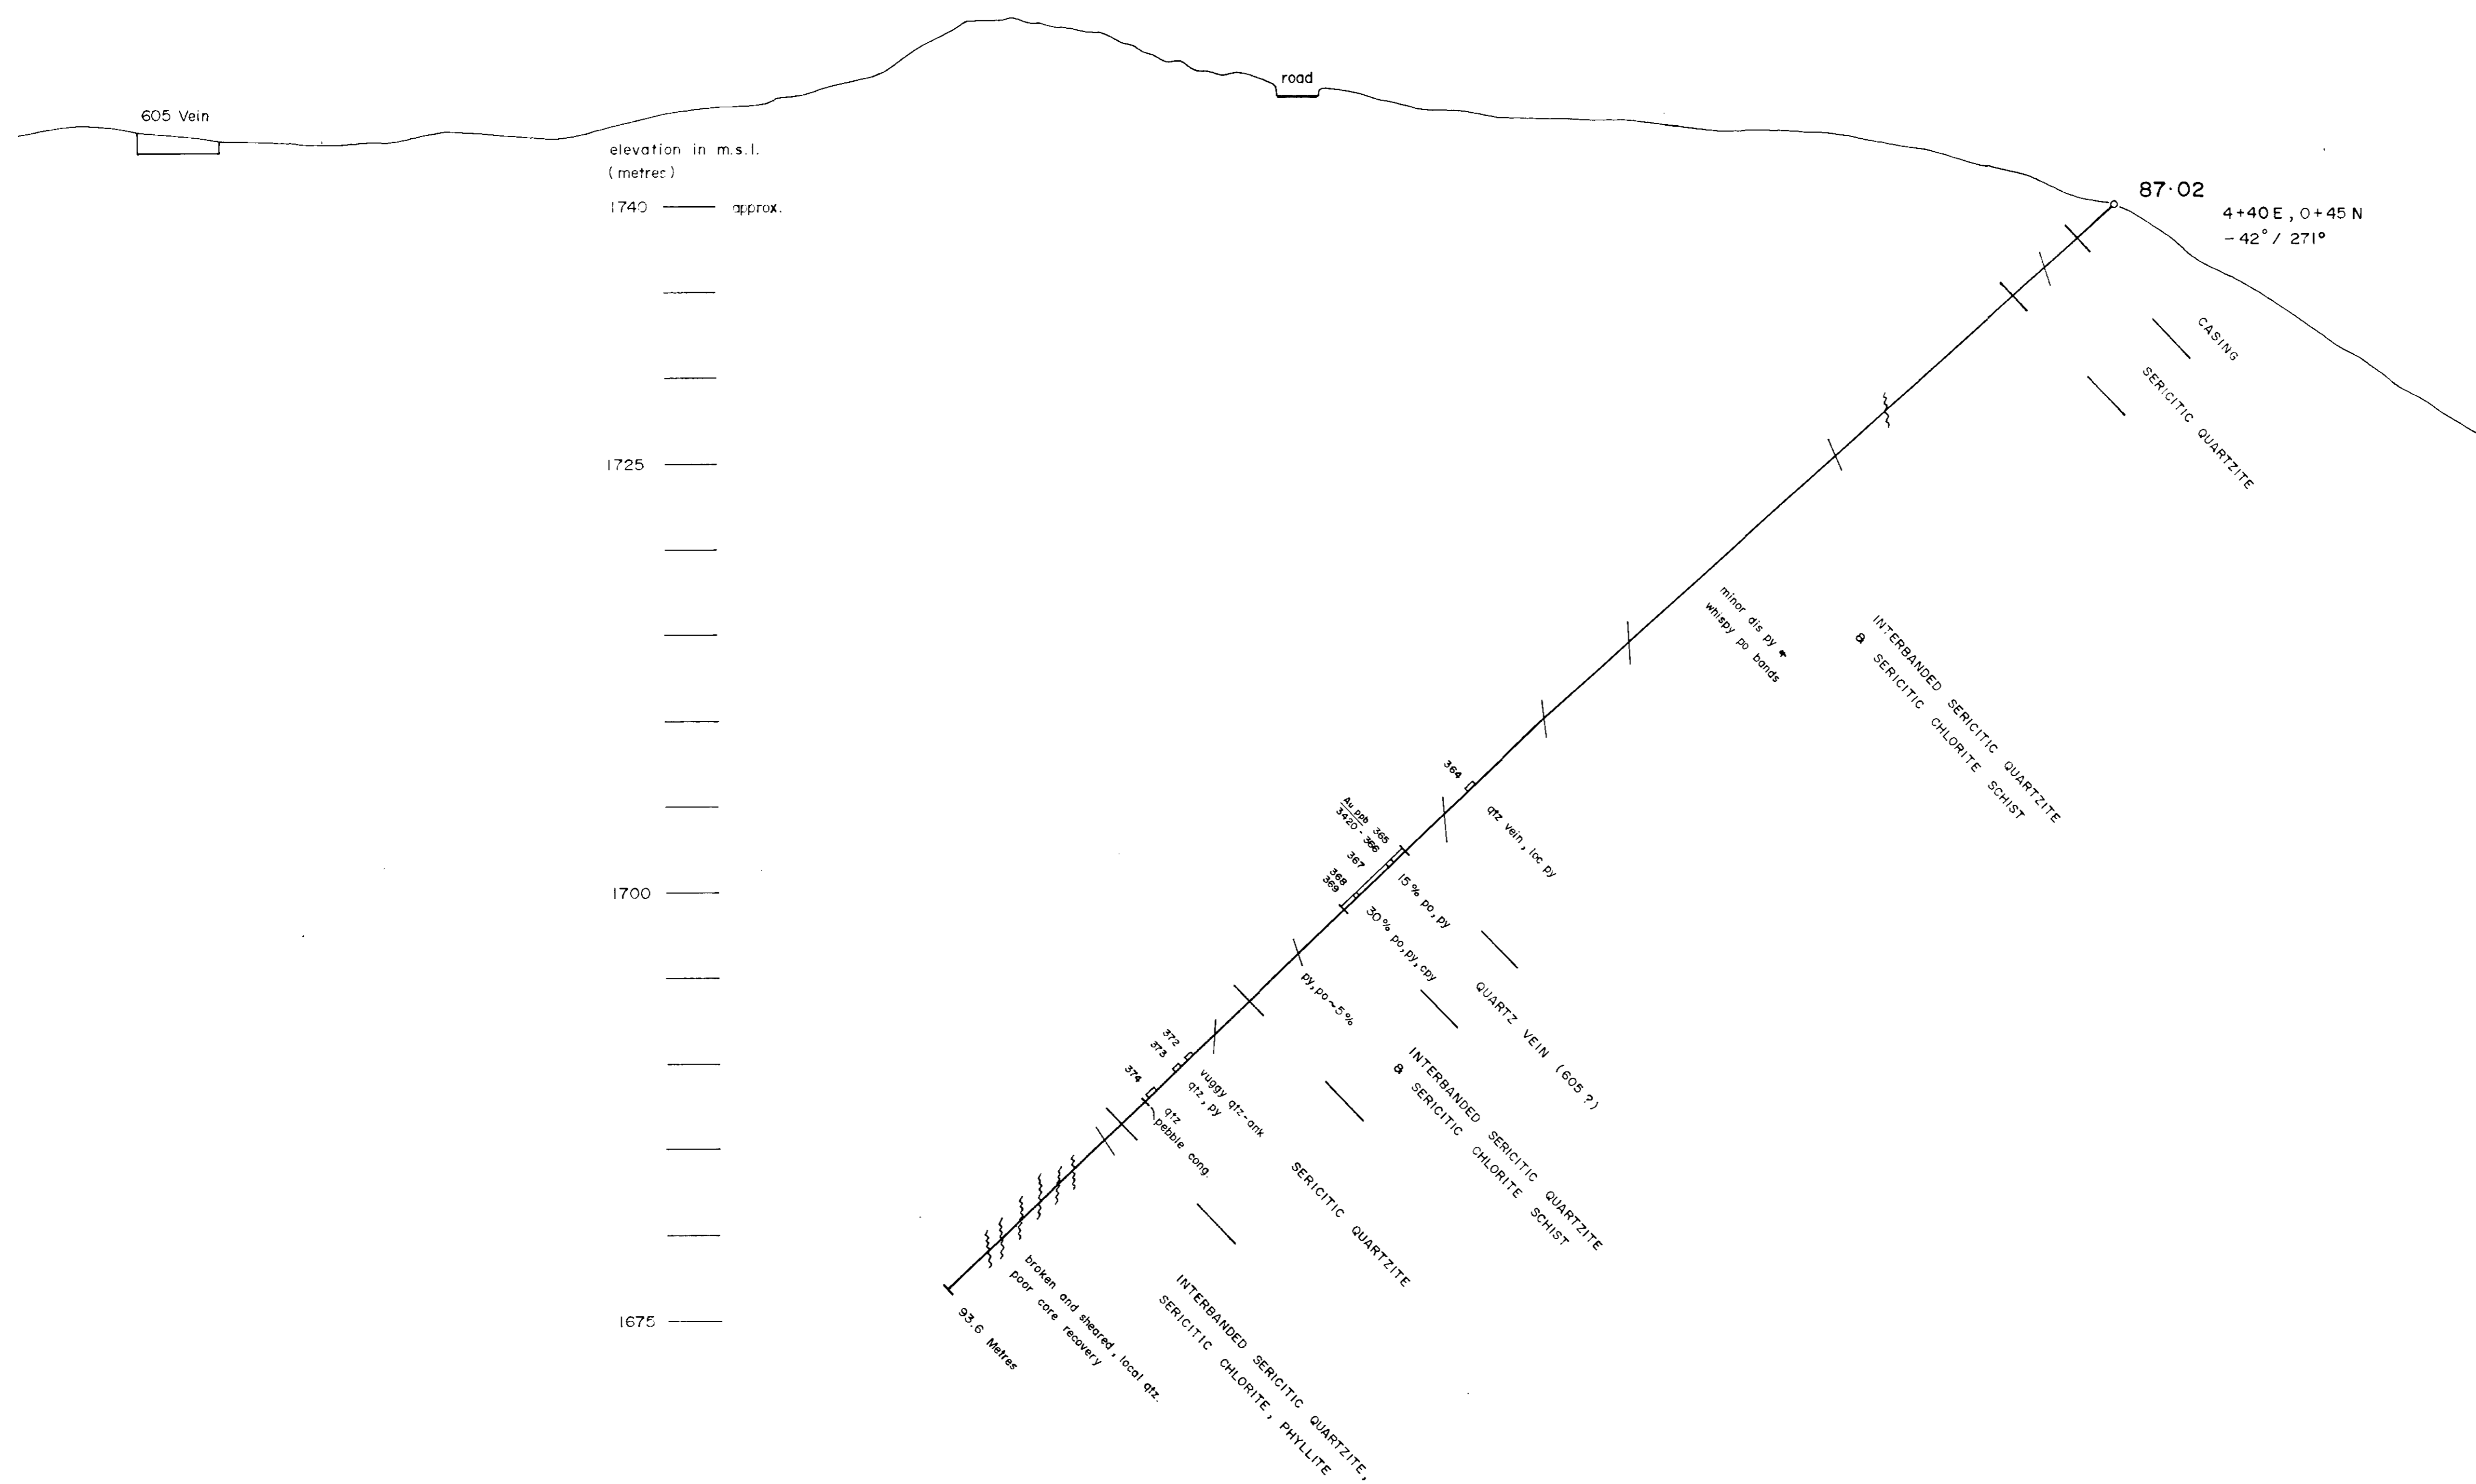 road
605 Vein
elevation in m.s.l.
(metres)
1740 approx.
87·02
4+40E, 0+45N
-42°/ 271°
CASING
SERICITIC QUARTZITE
1725
minor dis py &
whispy po bands
INTERBANDED SERICITIC QUARTZITE
& SERICITIC CHLORITE SCHIST
364
qtz vein, loc py
Au ppb 365
3420 - 366
367
368
369
1700
15% po, py
30% po, py, cpy
QUARTZ VEIN (605?)
py, po ~5%
INTERBANDED SERICITIC QUARTZITE
& SERICITIC CHLORITE SCHIST
372
373
374
vuggy qtz-ank
qtz, py
qtz
pebble cong.
SERICITIC QUARTZITE
broken and sheared, local qtz.
poor core recovery
INTERBANDED SERICITIC QUARTZITE,
SERICITIC CHLORITE, PHYLLITE
93.6 Metres
1675